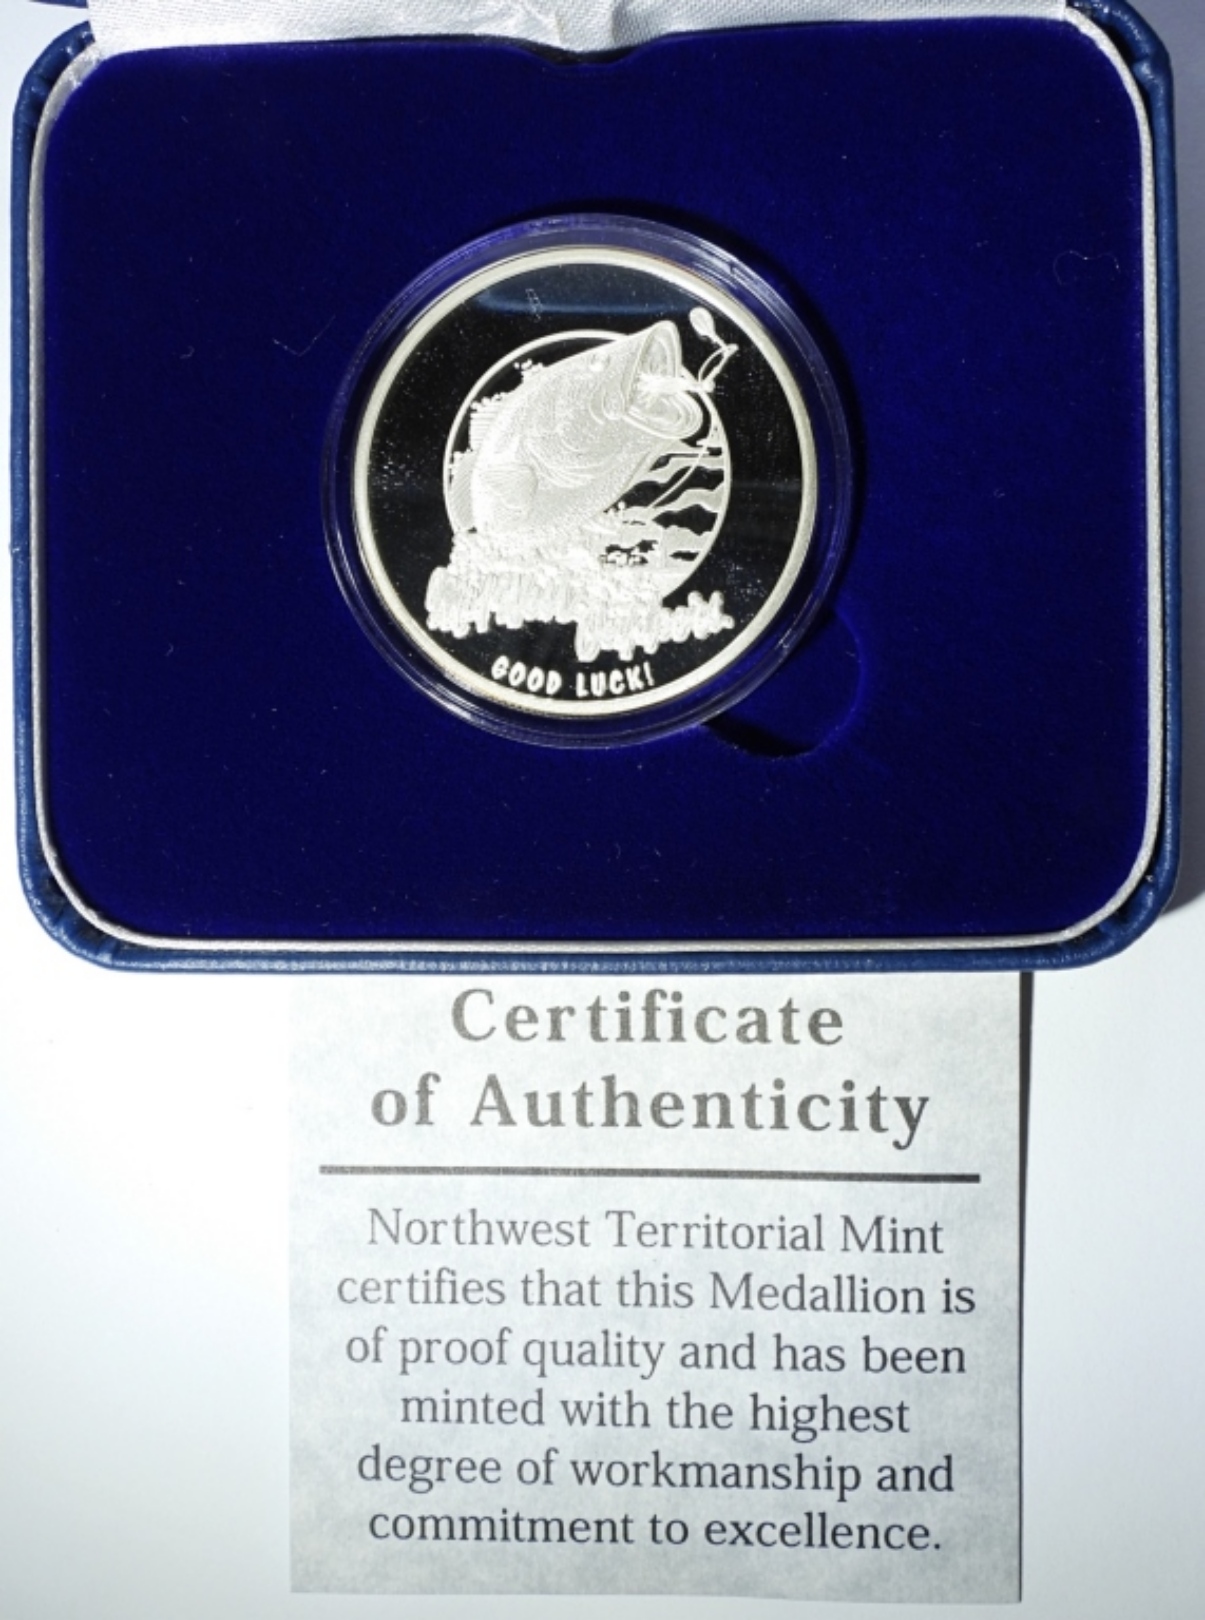 GOOD LUCK!
Certificate
of Authenticity
Northwest Territorial Mint
certifies that this Medallion is
of proof quality and has been
minted with the highest
degree of workmanship and
commitment to excellence.